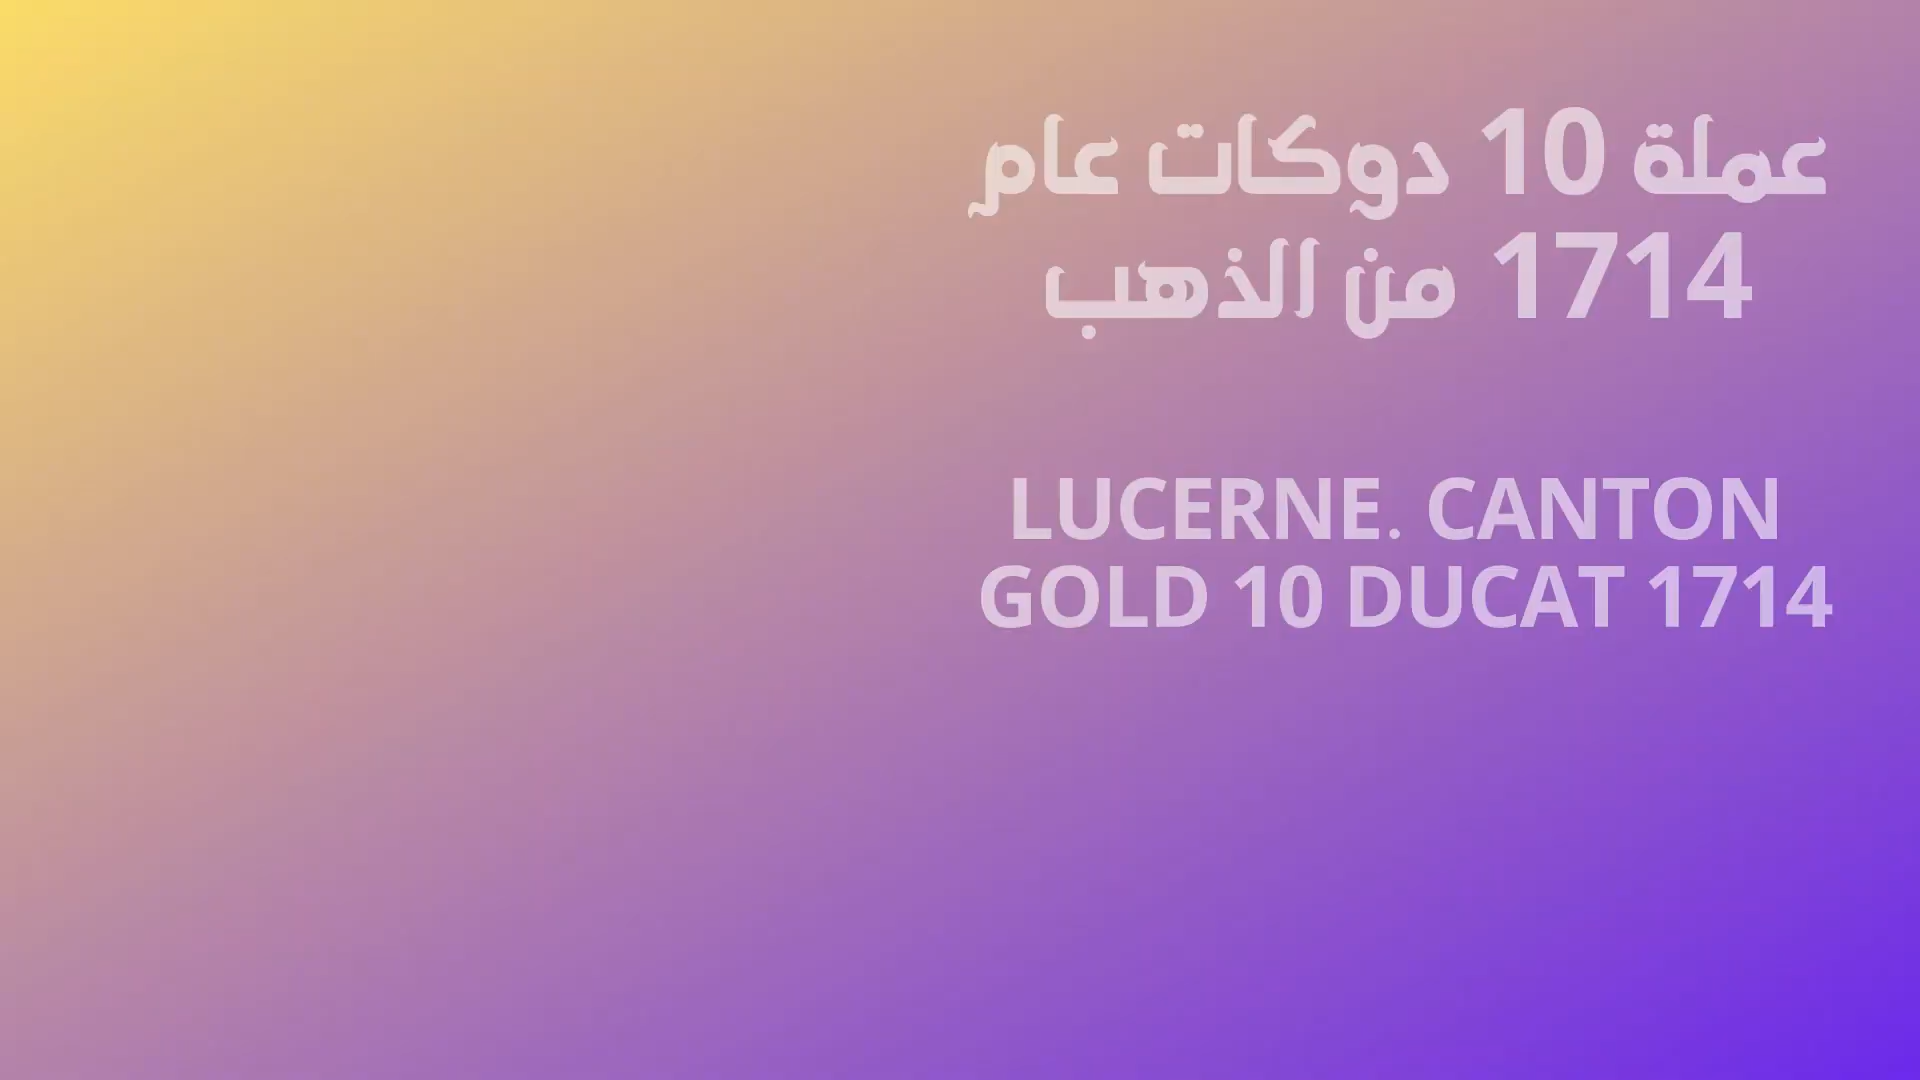 عملة 10 دوكات عام
1714 من الذهب
LUCERNE. CANTON
GOLD 10 DUCAT 1714